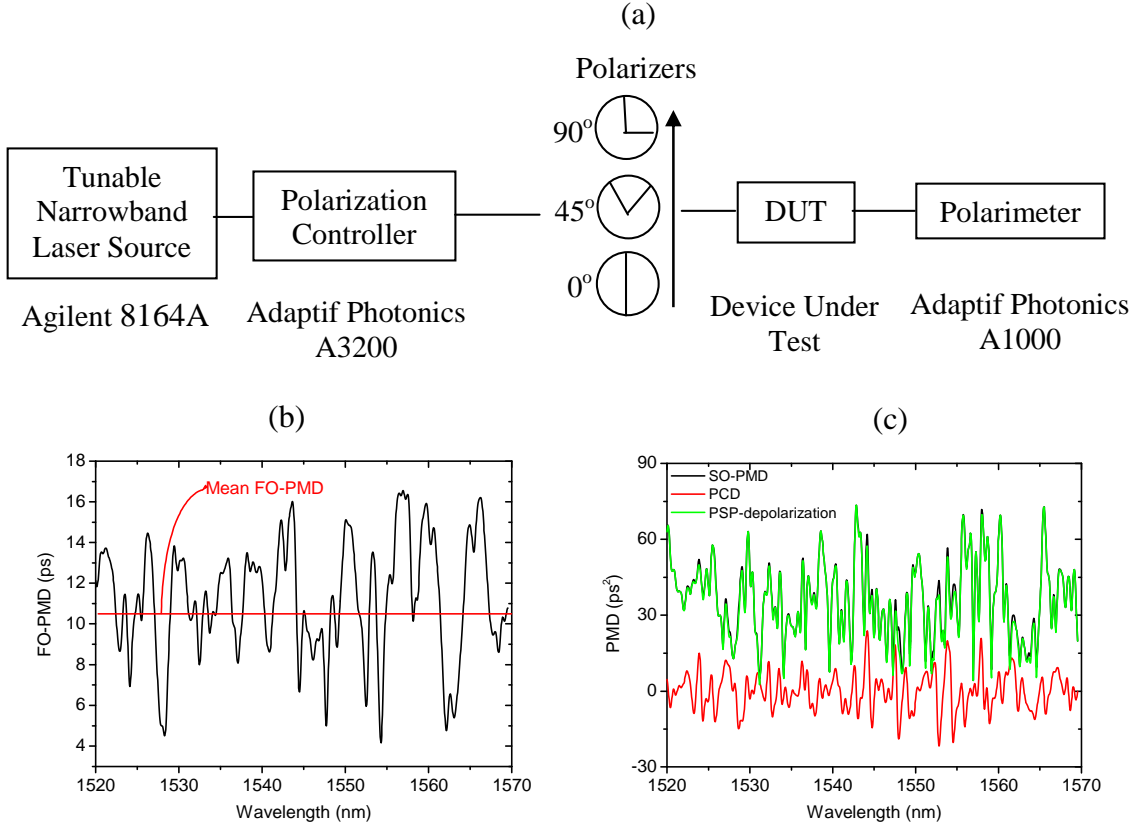 (a)
Polarizers
90°
45°
0°
Tunable
Narrowband
Laser Source
Polarization
Controller
DUT
Polarimeter
Agilent 8164A
Adaptif Photonics
A3200
Device Under
Test
Adaptif Photonics
A1000
(b)
18
16
14
12
10
8
6
4
FO-PMD (ps)
Mean FO-PMD
1520 1530 1540 1550 1560 1570
Wavelength (nm)
(c)
90
60
30
0
-30
PMD (ps²)
SO-PMD
PCD
PSP-depolarization
1520 1530 1540 1550 1560 1570
Wavelength (nm)